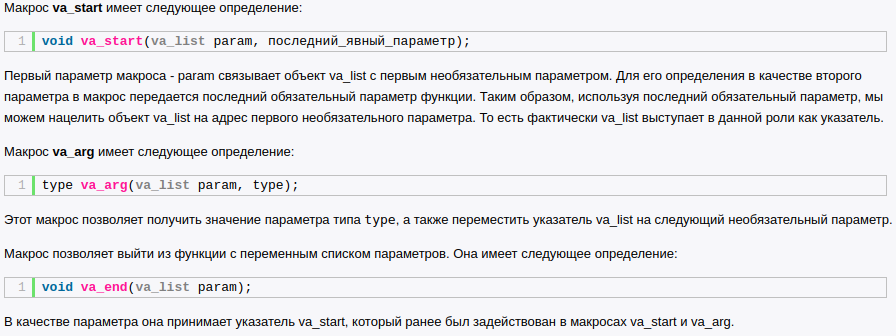 Макрос va_start имеет следующее определение:
1 void va_start(va_list param, последний_явный_параметр);
Первый параметр макроса - param связывает объект va_list с первым необязательным параметром. Для его определения в качестве второго
параметра в макрос передается последний обязательный параметр функции. Таким образом, используя последний обязательный параметр, мы
можем нацелить объект va_list на адрес первого необязательного параметра. То есть фактически va_list выступает в данной роли как указатель.
Макрос va_arg имеет следующее определение:
1 type va_arg(va_list param, type);
Этот макрос позволяет получить значение параметра типа type, а также переместить указатель va_list на следующий необязательный параметр.
Макрос позволяет выйти из функции с переменным списком параметров. Она имеет следующее определение:
1 void va_end(va_list param);
В качестве параметра она принимает указатель va_start, который ранее был задействован в макросах va_start и va_arg.